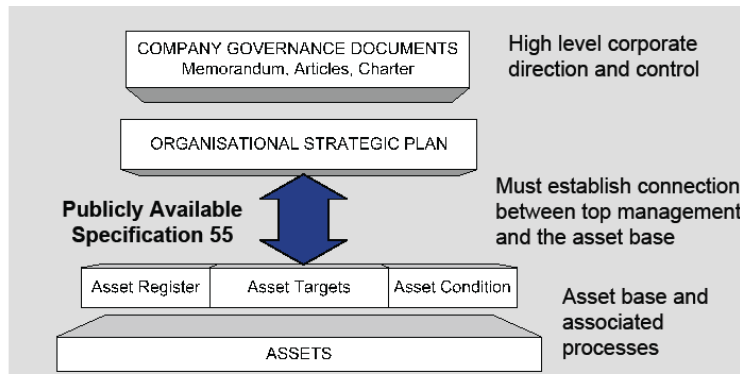 COMPANY GOVERNANCE DOCUMENTS
Memorandum, Articles, Charter
High level corporate
direction and control
ORGANISATIONAL STRATEGIC PLAN
Publicly Available
Specification 55
Must establish connection
between top management
and the asset base
Asset Register
Asset Targets
Asset Condition
Asset base and
associated
processes
ASSETS